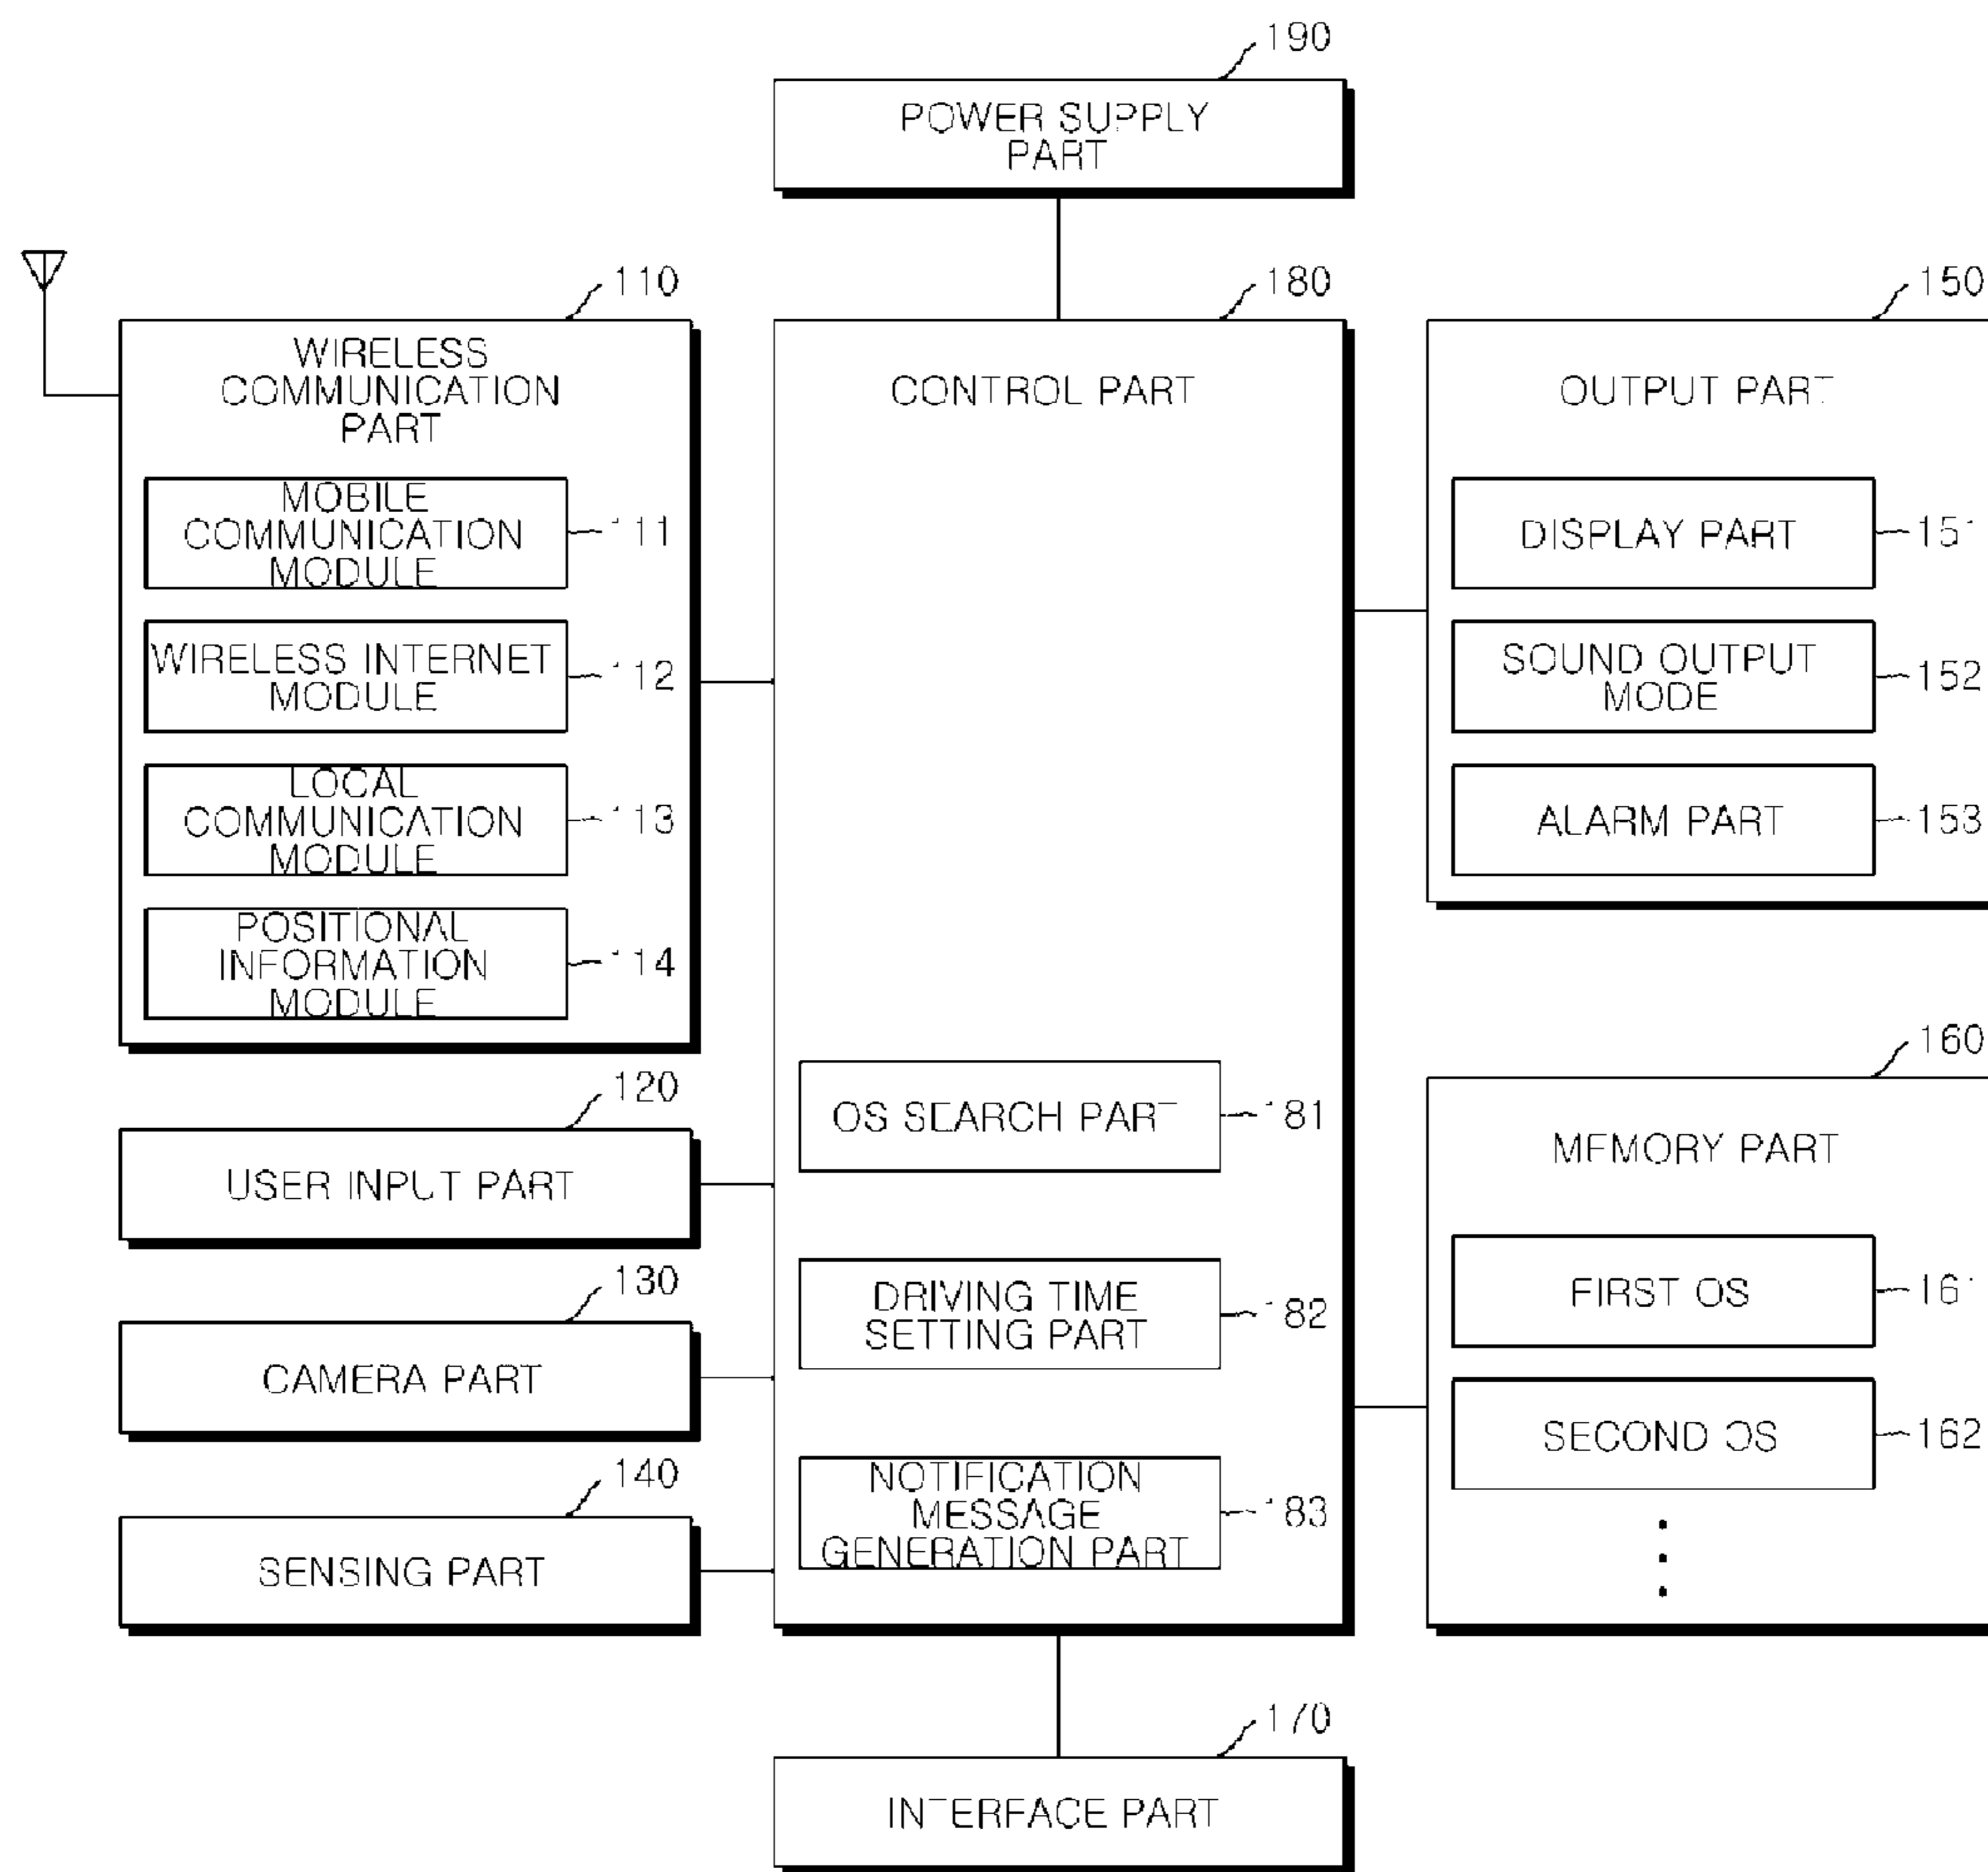 190
POWER SUPPLY
PART
110
WIRELESS
COMMUNICATION
PART
MOBILE
COMMUNICATION
MODULE
111
WIRELESS INTERNET
MODULE
112
LOCAL
COMMUNICATION
MODULE
113
POSITIONAL
INFORMATION
MODULE
114
120
USER INPUT PART
130
CAMERA PART
140
SENSING PART
180
CONTROL PART
OS SEARCH PART
181
DRIVING TIME
SETTING PART
182
NOTIFICATION
MESSAGE
GENERATION PART
183
150
OUTPUT PART
DISPLAY PART
151
SOUND OUTPUT
MODE
152
ALARM PART
153
160
MEMORY PART
FIRST OS
161
SECOND OS
162
170
INTERFACE PART